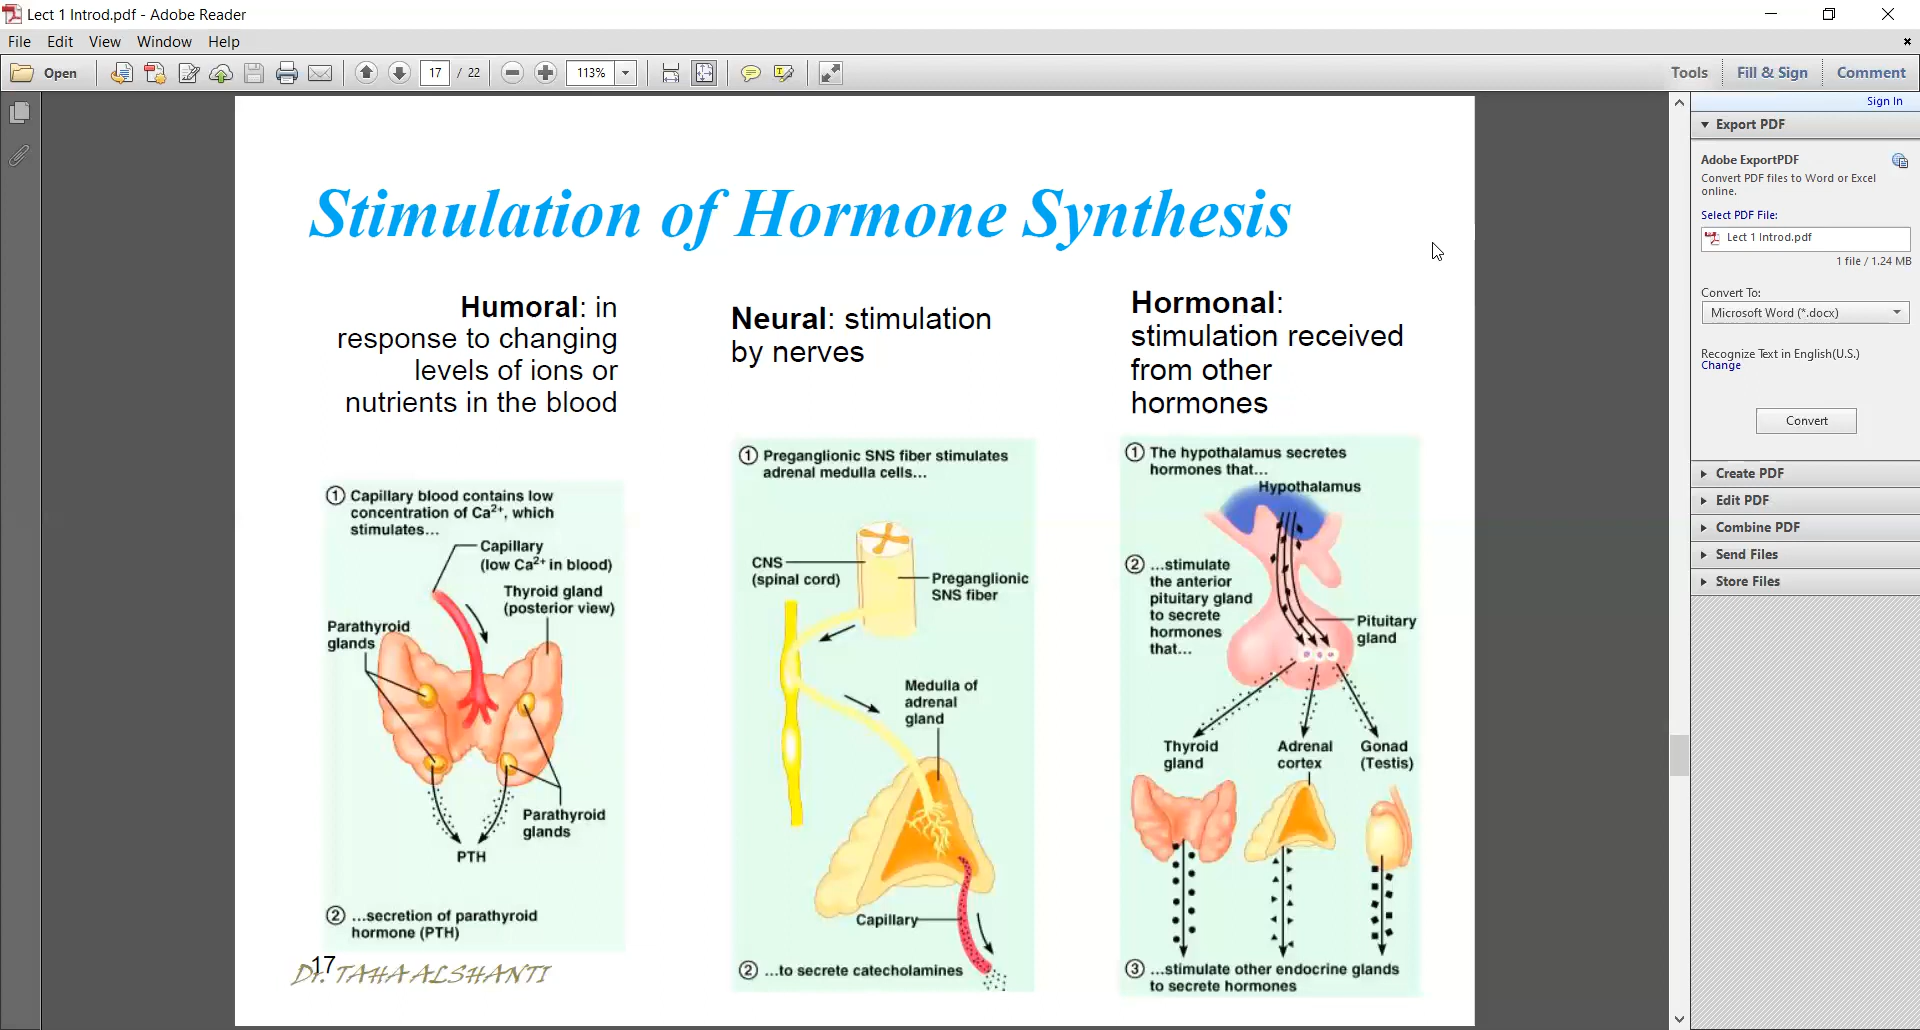 Lect 1 Introd.pdf - Adobe Reader
File Edit View Window Help
Open
17 / 22
113%
Tools
Fill & Sign
Comment
Sign In
Export PDF
Adobe ExportPDF
Convert PDF files to Word or Excel
online.
Select PDF File:
Lect 1 Introd.pdf
1 file / 1.24 MB
Convert To:
Microsoft Word (*.docx)
Recognize Text in English(U.S.)
Change
Convert
Create PDF
Edit PDF
Combine PDF
Send Files
Store Files
Stimulation of Hormone Synthesis
Humoral: in
response to changing
levels of ions or
nutrients in the blood
① Capillary blood contains low
concentration of Ca²⁺, which
stimulates...
Capillary
(low Ca²⁺ in blood)
Thyroid gland
(posterior view)
Parathyroid
glands
Parathyroid
glands
PTH
② ...secretion of parathyroid
hormone (PTH)
17
Dr. TAHA ALSHANTI
Neural: stimulation
by nerves
① Preganglionic SNS fiber stimulates
adrenal medulla cells...
CNS
(spinal cord)
Preganglionic
SNS fiber
Medulla of
adrenal
gland
Capillary
② ...to secrete catecholamines
Hormonal:
stimulation received
from other
hormones
① The hypothalamus secretes
hormones that...
Hypothalamus
② ...stimulate
the anterior
pituitary gland
to secrete
hormones
that...
Pituitary
gland
Thyroid
gland
Adrenal
cortex
Gonad
(Testis)
③ ...stimulate other endocrine glands
to secrete hormones